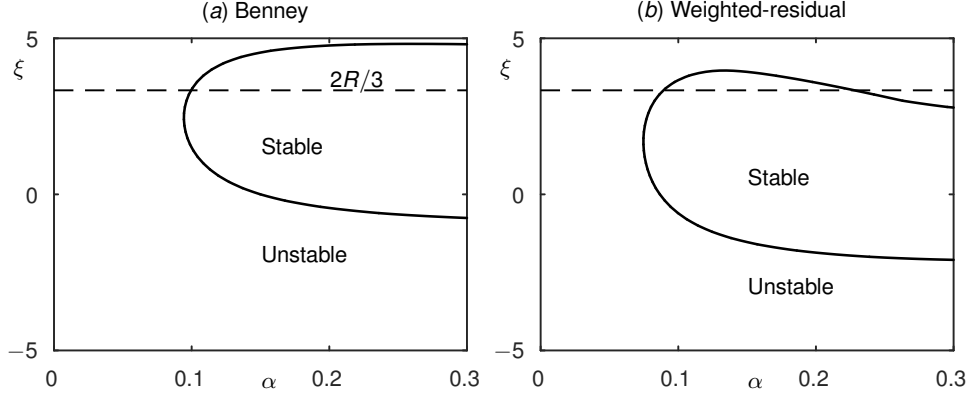 (a) Benney
5
ξ
2R/3
Stable
0
Unstable
−5
0
0.1
α
0.2
0.3
(b) Weighted-residual
5
ξ
Stable
0
Unstable
−5
0
0.1
α
0.2
0.3